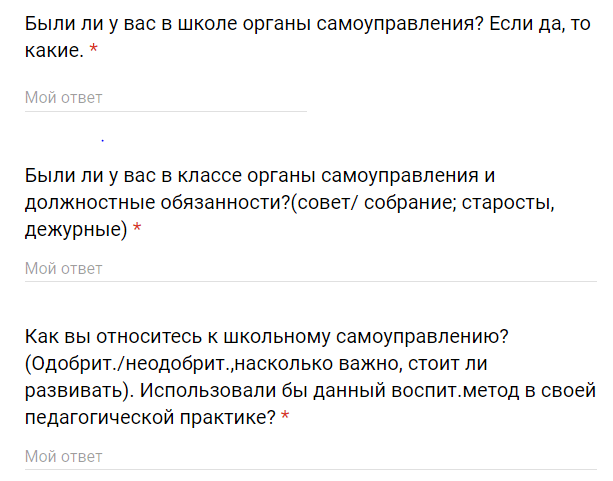 Были ли у вас в школе органы самоуправления? Если да, то
какие. *
Мой ответ
Были ли у вас в классе органы самоуправления и
должностные обязанности?(совет/ собрание; старосты,
дежурные) *
Мой ответ
Как вы относитесь к школьному самоуправлению?
(Одобрит./неодобрит.,насколько важно, стоит ли
развивать). Использовали бы данный воспит.метод в своей
педагогической практике? *
Мой ответ